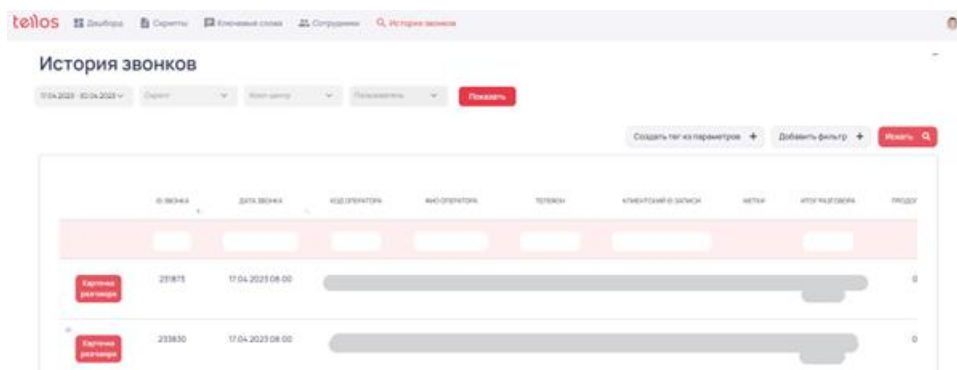 tellos Дашборд Скрипты Ключевые слова Сотрудники История звонков
История звонков
Скрипт Колл-центр Пользователь Показать
Создать тег из параметров + Добавить фильтр + Искать
ID ЗВОНКА ДАТА ЗВОНКА КОД ОПЕРАТОРА ФИО ОПЕРАТОРА ТЕЛЕФОН КЛИЕНТСКИЙ ID ЗАПИСИ МЕТКИ ИТОГ РАЗГОВОРА ПРОДОЛ
Карточка разговора 231873 17.04.2023 08:00 0
Карточка разговора 233830 17.04.2023 08:00 0